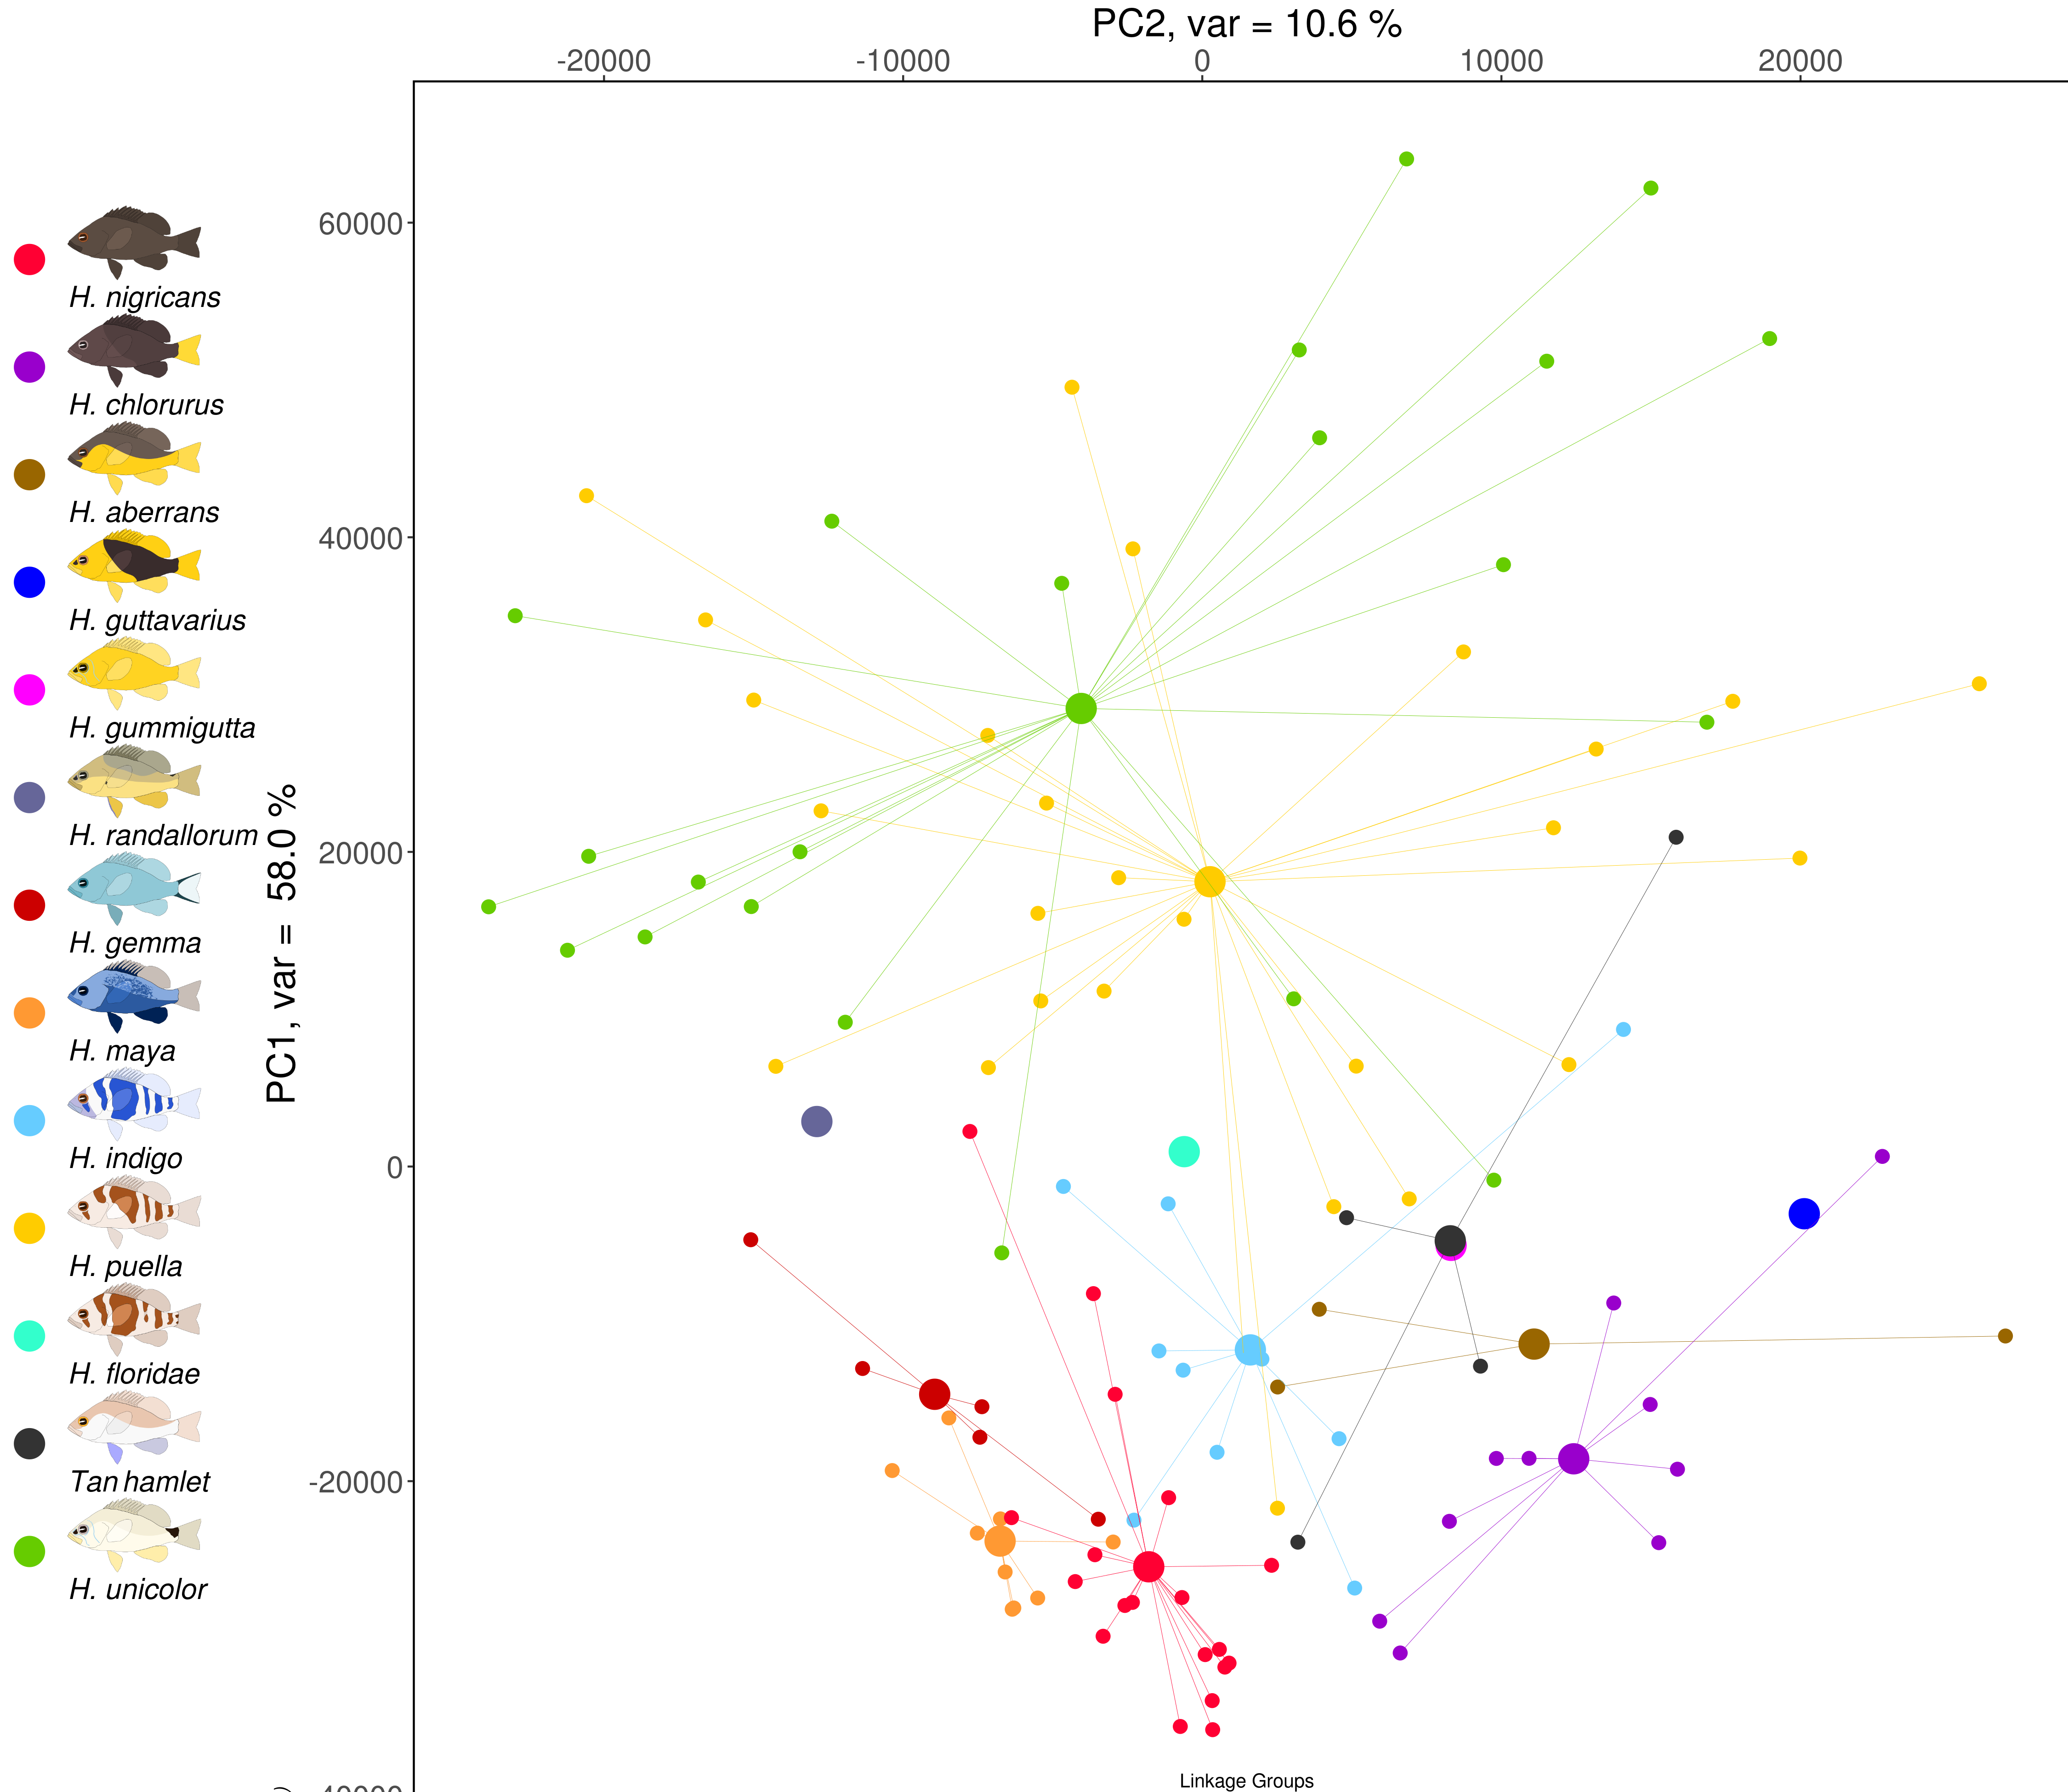 PC2, var = 10.6 %
-20000 -10000 0 10000 20000
60000
40000
20000
0
-20000
PC1, var = 58.0 %
H. nigricans
H. chlorurus
H. aberrans
H. guttavarius
H. gummigutta
H. randallorum
H. gemma
H. maya
H. indigo
H. puella
H. floridae
Tan hamlet
H. unicolor
Linkage Groups